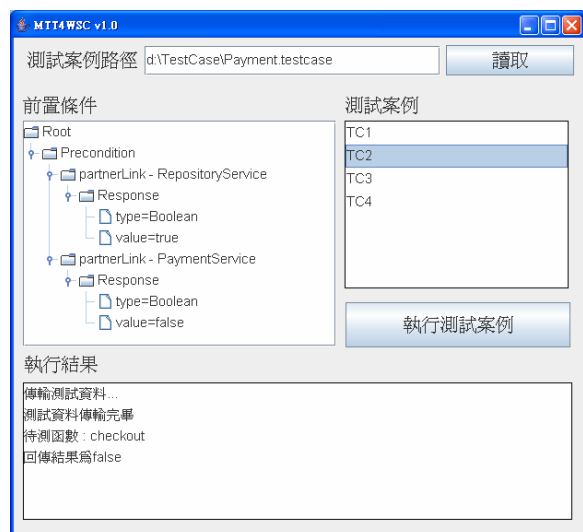 MTT4WSC v1.0
測試案例路徑 d:\TestCase\Payment.testcase 讀取
前置條件
Root
Precondition
partnerLink - RepositoryService
Response
type=Boolean
value=true
partnerLink - PaymentService
Response
type=Boolean
value=false
測試案例
TC1
TC2
TC3
TC4
執行測試案例
執行結果
傳輸測試資料...
測試資料傳輸完畢
待測函數 : checkout
回傳結果為false